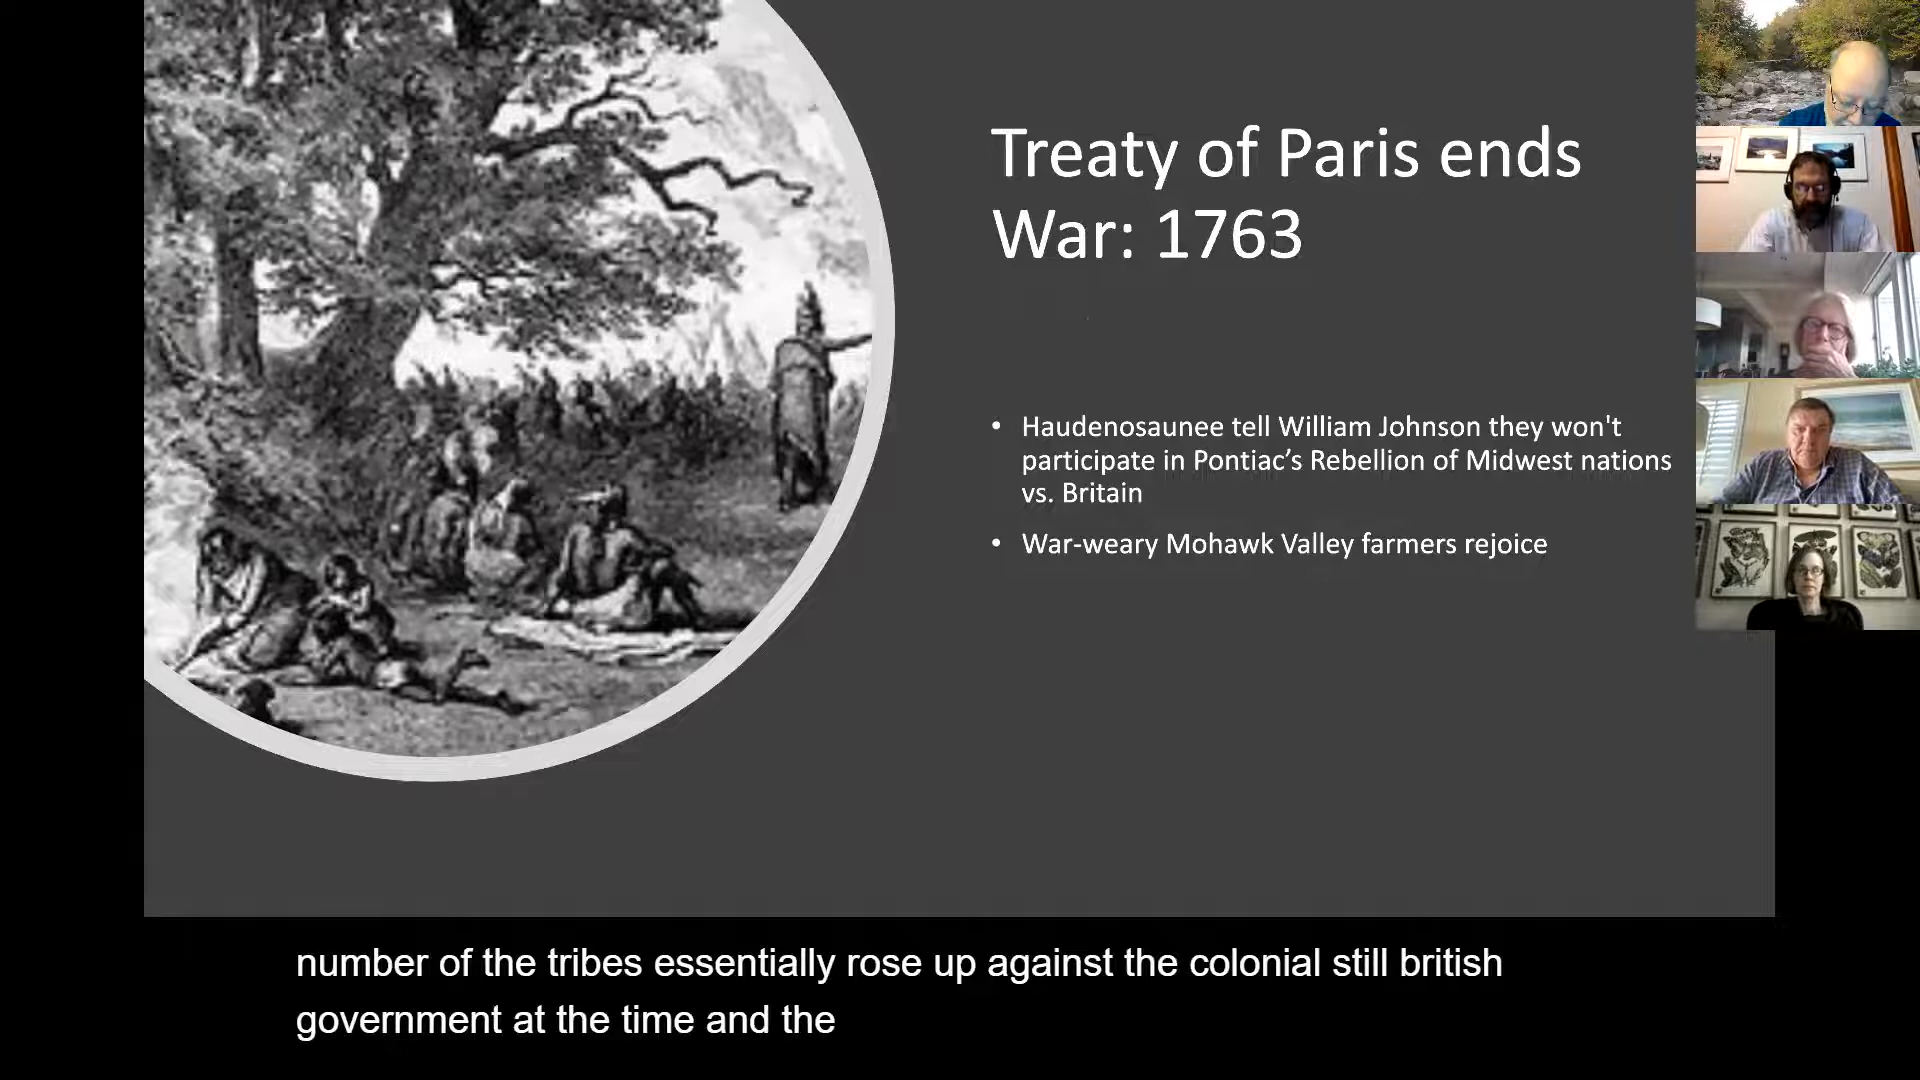 Treaty of Paris ends
War: 1763
• Haudenosaunee tell William Johnson they won't
participate in Pontiac’s Rebellion of Midwest nations
vs. Britain
• War-weary Mohawk Valley farmers rejoice
number of the tribes essentially rose up against the colonial still british
government at the time and the